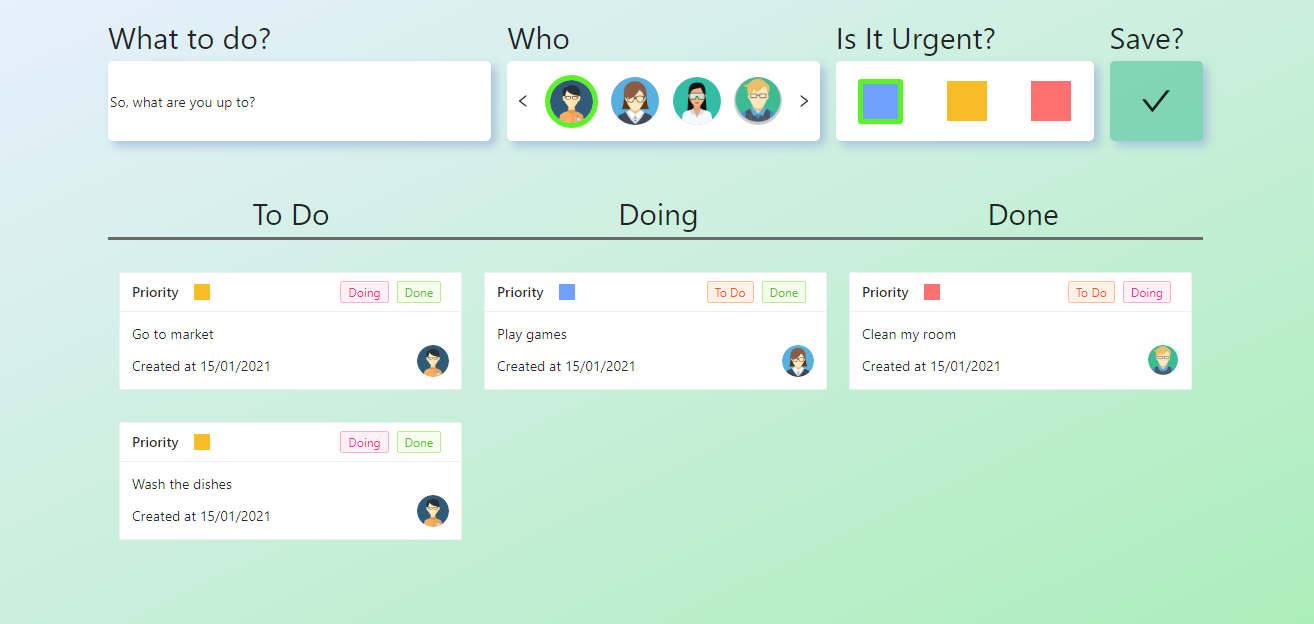 What to do?
Who
Is It Urgent?
Save?
So, what are you up to?
To Do
Doing
Done
Priority
Doing
Done
Go to market
Created at 15/01/2021
Priority
Doing
Done
Wash the dishes
Created at 15/01/2021
Priority
To Do
Done
Play games
Created at 15/01/2021
Priority
To Do
Doing
Clean my room
Created at 15/01/2021